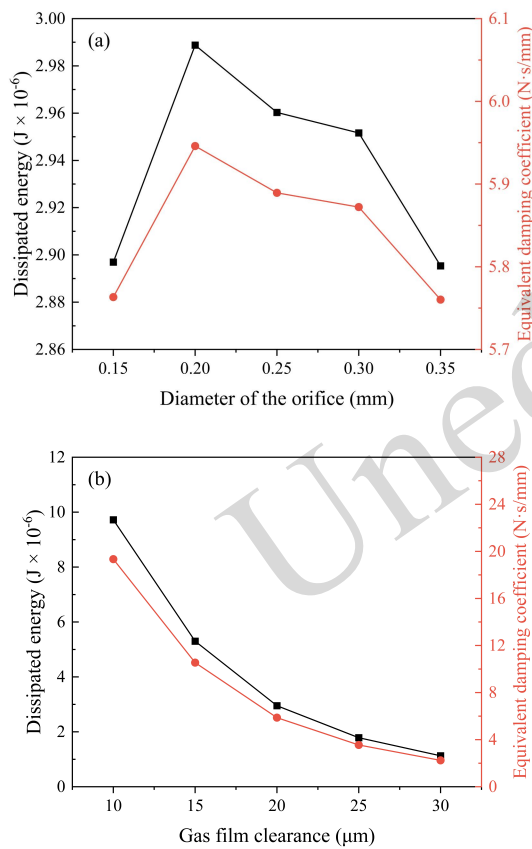 (a)
Dissipated energy (J × 10⁻⁶)
3.00
2.98
2.96
2.94
2.92
2.90
2.88
2.86
6.1
6.0
5.9
5.8
5.7
Equivalent damping coefficient (N·s/mm)
0.15 0.20 0.25 0.30 0.35
Diameter of the orifice (mm)
(b)
Dissipated energy (J × 10⁻⁶)
12
10
8
6
4
2
0
28
24
20
16
12
8
4
0
Equivalent damping coefficient (N·s/mm)
10 15 20 25 30
Gas film clearance (μm)